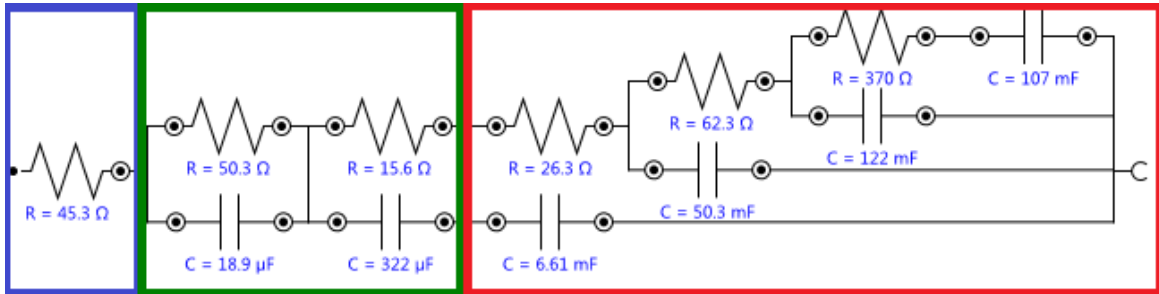 R = 370 Ω
C = 107 mF
R = 62.3 Ω
C = 122 mF
R = 50.3 Ω
R = 15.6 Ω
R = 26.3 Ω
R = 45.3 Ω
C = 50.3 mF
C = 18.9 µF
C = 322 µF
C = 6.61 mF